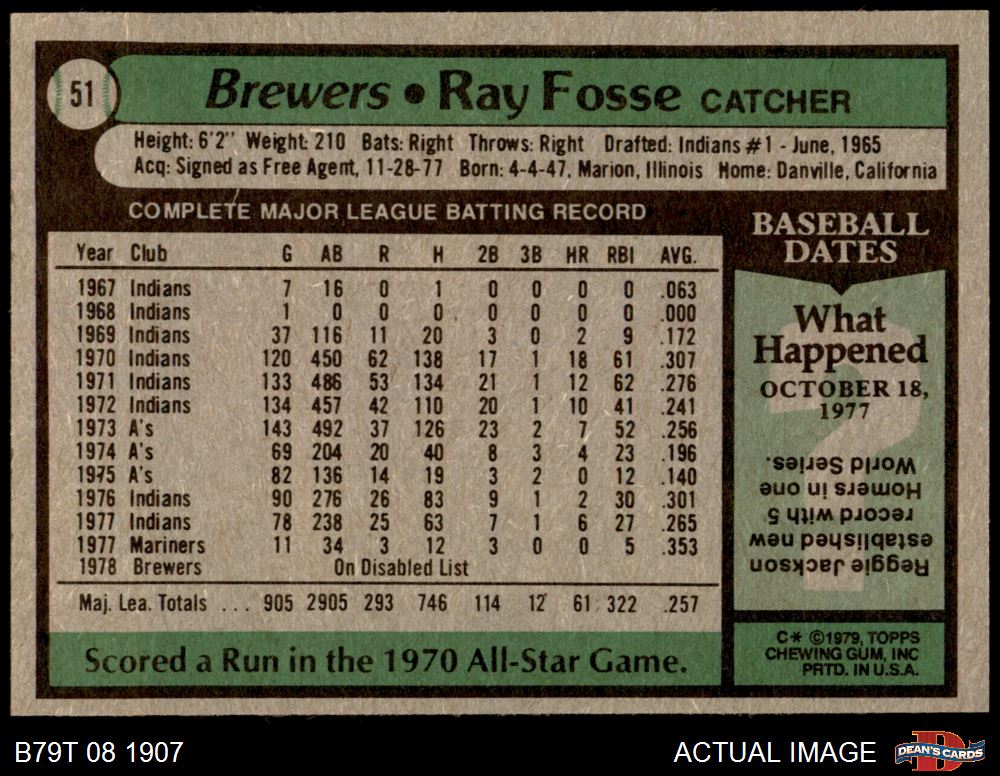 51
Brewers • Ray Fosse CATCHER
Height: 6'2" Weight: 210 Bats: Right Throws: Right Drafted: Indians #1 - June, 1965
Acq: Signed as Free Agent, 11-28-77 Born: 4-4-47, Marion, Illinois Home: Danville, California
COMPLETE MAJOR LEAGUE BATTING RECORD
Year Club G AB R H 2B 3B HR RBI AVG.
1967 Indians 7 16 0 1 0 0 0 0 .063
1968 Indians 1 0 0 0 0 0 0 0 .000
1969 Indians 37 116 11 20 3 0 2 9 .172
1970 Indians 120 450 62 138 17 1 18 61 .307
1971 Indians 133 486 53 134 21 1 12 62 .276
1972 Indians 134 457 42 110 20 1 10 41 .241
1973 A's 143 492 37 126 23 2 7 52 .256
1974 A's 69 204 20 40 8 3 4 23 .196
1975 A's 82 136 14 19 3 2 0 12 .140
1976 Indians 90 276 26 83 9 1 2 30 .301
1977 Indians 78 238 25 63 7 1 6 27 .265
1977 Mariners 11 34 3 12 3 0 0 5 .353
1978 Brewers On Disabled List
Maj. Lea. Totals ... 905 2905 293 746 114 12 61 322 .257
Scored a Run in the 1970 All-Star Game.
BASEBALL
DATES
What
Happened
OCTOBER 18,
1977
Reggie Jackson
established new
record with 5
Homers in one
World Series.
C* ©1979, TOPPS
CHEWING GUM, INC
PRTD. IN U.S.A.
B79T 08 1907
ACTUAL IMAGE
DEAN'S CARDS